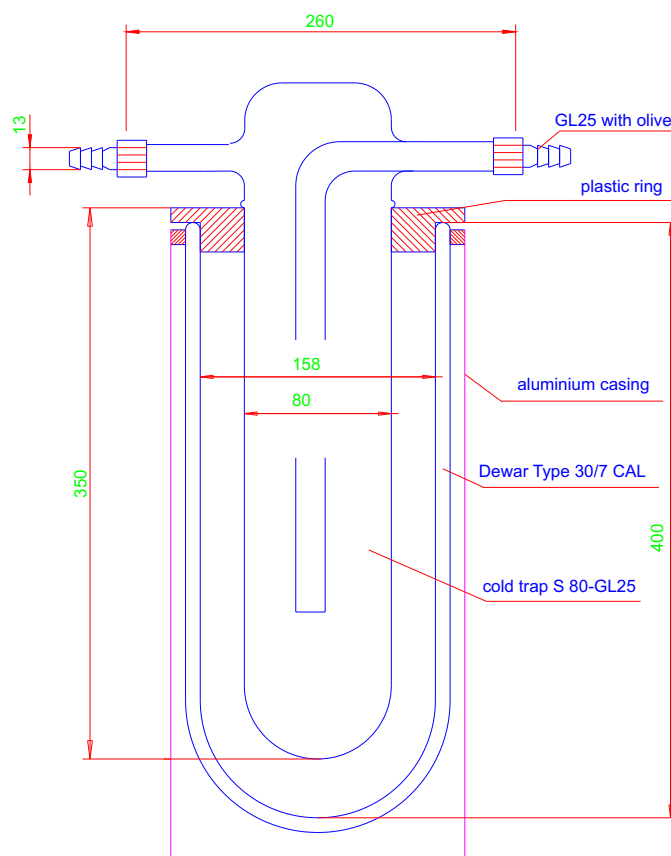 260
13
GL25 with olive
plastic ring
158
aluminium casing
80
350
Dewar Type 30/7 CAL
400
cold trap S 80-GL25